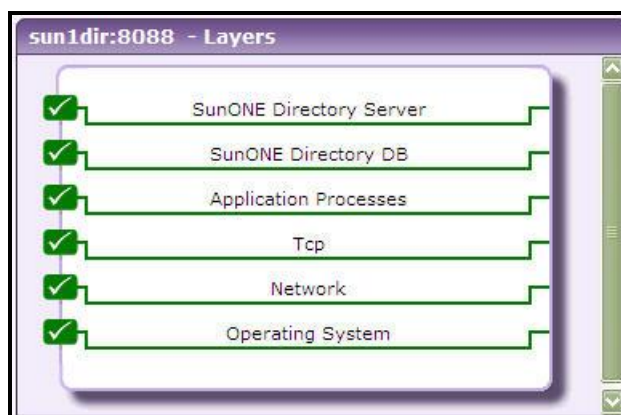 sun1dir:8088 - Layers
SunONE Directory Server
SunONE Directory DB
Application Processes
Tcp
Network
Operating System